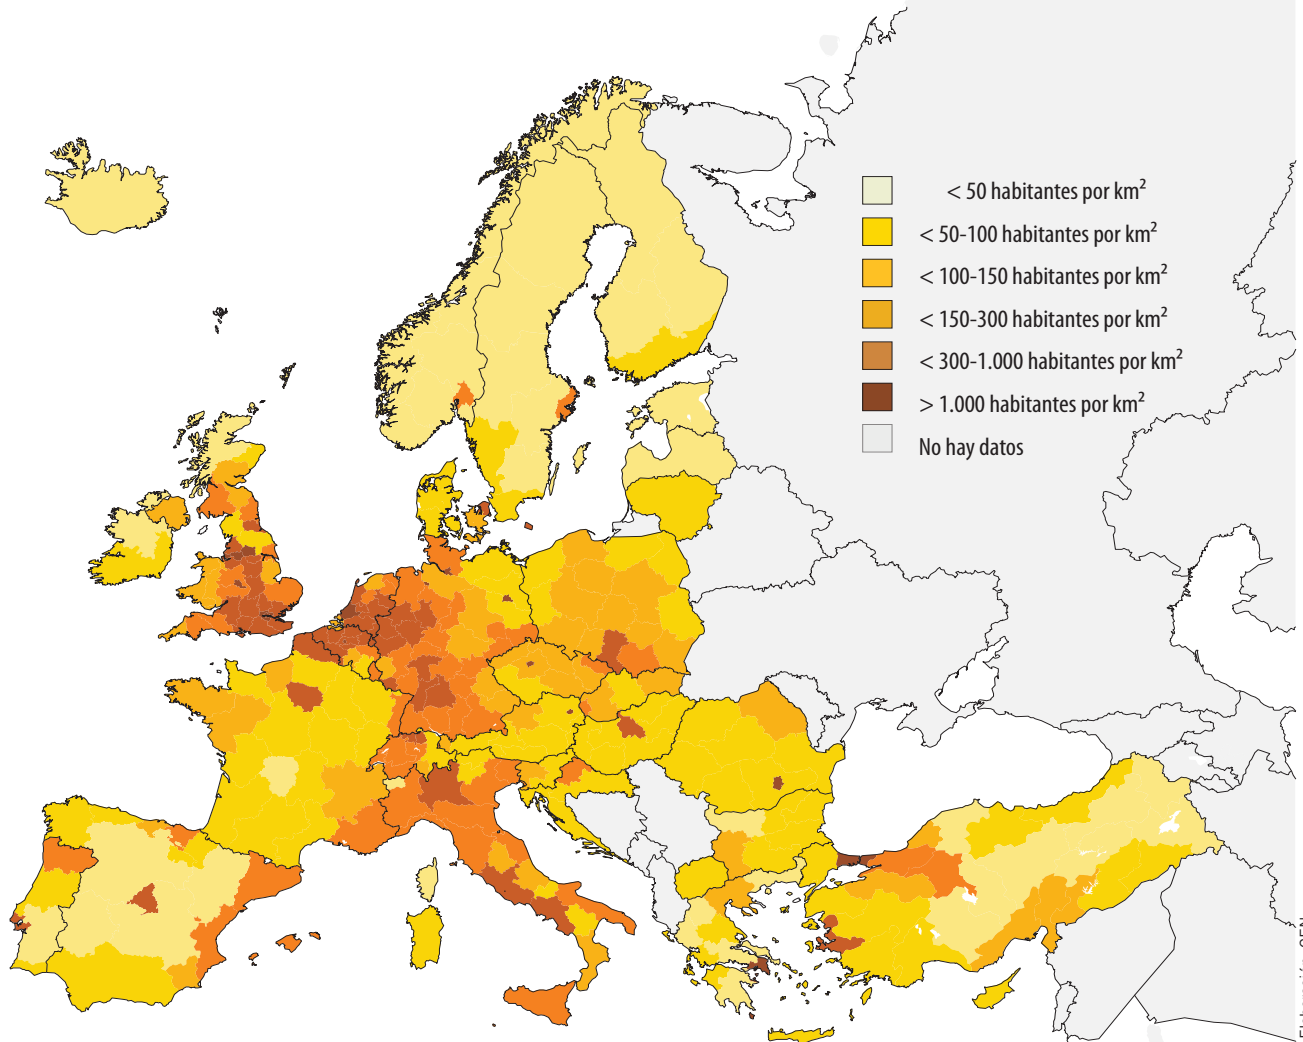 < 50 habitantes por km²
< 50-100 habitantes por km²
< 100-150 habitantes por km²
< 150-300 habitantes por km²
< 300-1.000 habitantes por km²
> 1.000 habitantes por km²
No hay datos